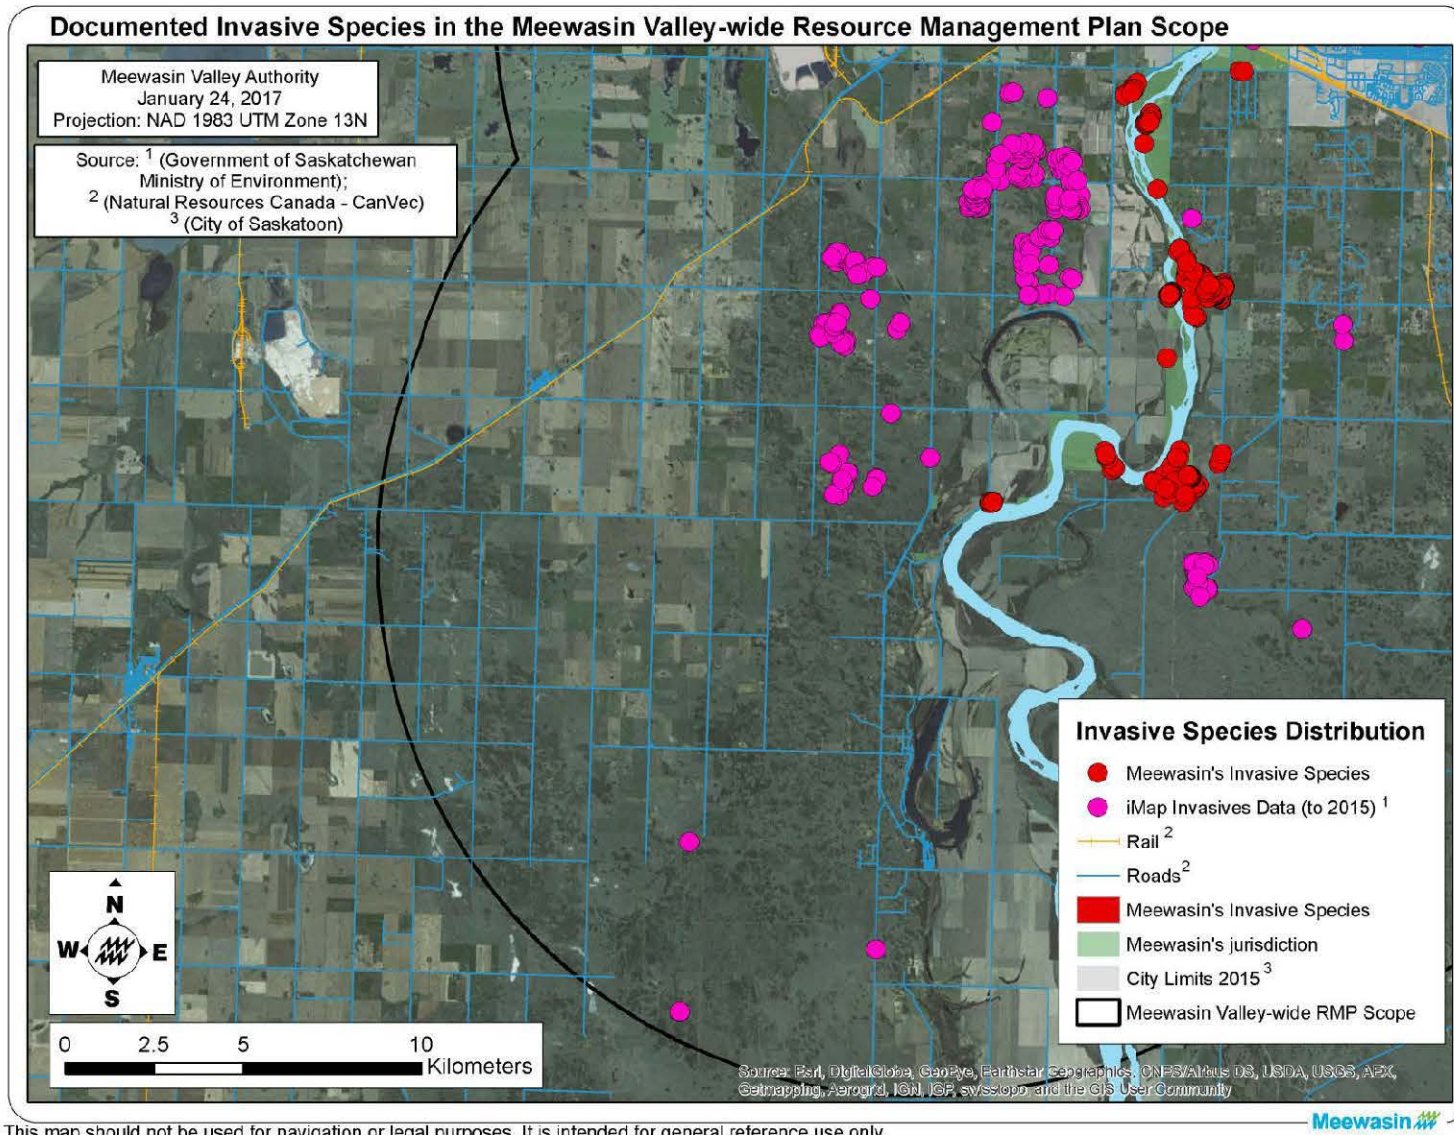 Documented Invasive Species in the Meewasin Valley-wide Resource Management Plan Scope
Meewasin Valley Authority
January 24, 2017
Projection: NAD 1983 UTM Zone 13N
Source: 1 (Government of Saskatchewan
Ministry of Environment);
2 (Natural Resources Canada - CanVec)
3 (City of Saskatoon)
Invasive Species Distribution
Meewasin's Invasive Species
iMap Invasives Data (to 2015) 1
Rail 2
Roads 2
Meewasin's Invasive Species
Meewasin's jurisdiction
City Limits 2015 3
Meewasin Valley-wide RMP Scope
N
W E
S
0 2.5 5 10
Kilometers
Source: Esri, DigitalGlobe, GeoEye, Earthstar Geographics, CNES/Airbus DS, USDA, USGS, AEX,
Getmapping, Aerogrid, IGN, IGP, swisstopo, and the GIS User Community
Meewasin
This map should not be used for navigation or legal purposes. It is intended for general reference use only.